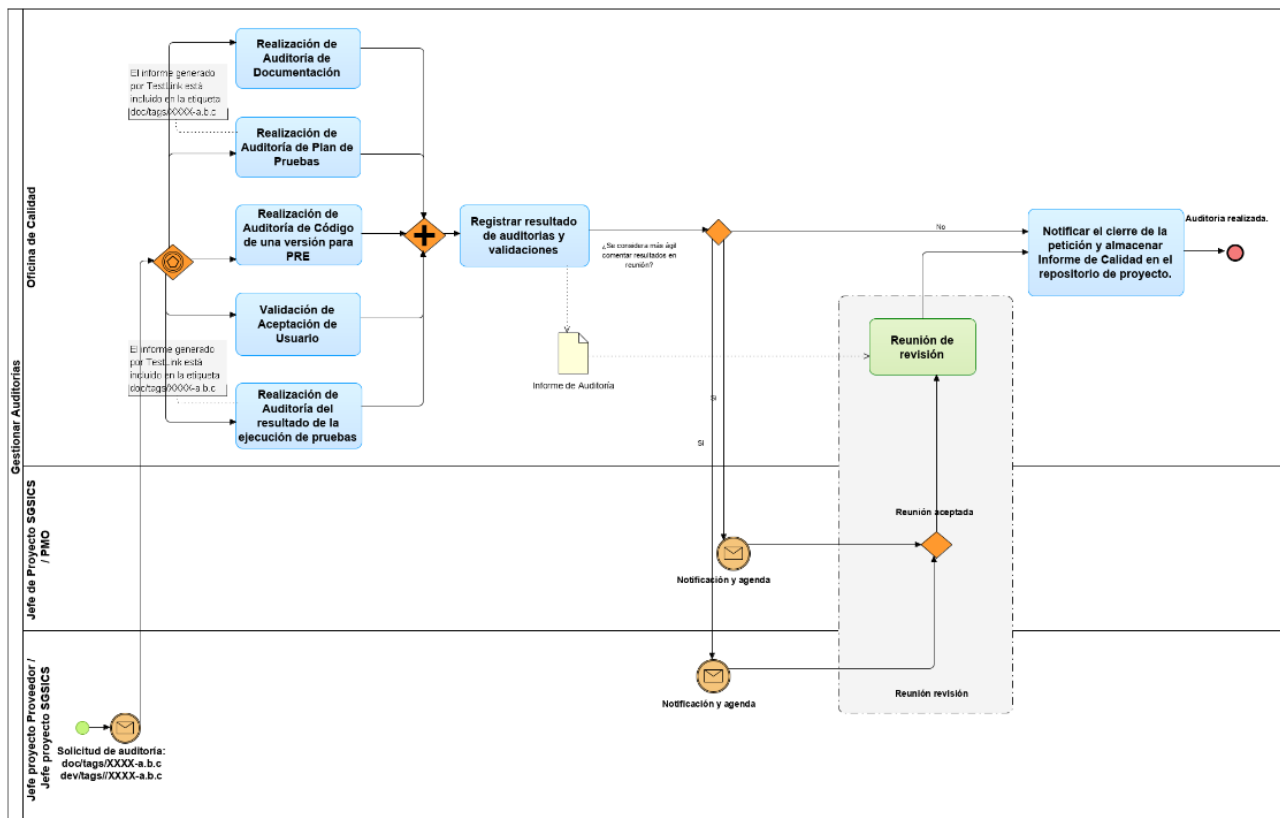 Gestionar Auditorias
Oficina de Calidad
Realización de
Auditoría de
Documentación
El informe generado
por TestLink está
incluido en la etiqueta
doc/tags/XXXX-a.b.c
Realización de
Auditoría de Plan de
Pruebas
Realización de
Auditoría de Código
de una versión para
PRE
Validación de
Aceptación de
Usuario
El informe generado
por TestLink está
incluido en la etiqueta
doc/tags/XXXX-a.b.c
Realización de
Auditoría del
resultado de la
ejecución de pruebas
Registrar resultado
de auditorias y
validaciones
¿Se considera más ágil
comentar resultados en
reunión?
Informe de Auditoría
No
Si
Si
Notificar el cierre de la
petición y almacenar
Informe de Calidad en el
repositorio de proyecto.
Auditoria realizada.
Reunión de
revisión
Jefe de Proyecto SGSICS
/ PMO
Reunión aceptada
Notificación y agenda
Jefe proyecto Proveedor /
Jefe proyecto SGSICS
Notificación y agenda
Reunión revisión
Solicitud de auditoría:
doc/tags/XXXX-a.b.c
dev/tags//XXXX-a.b.c